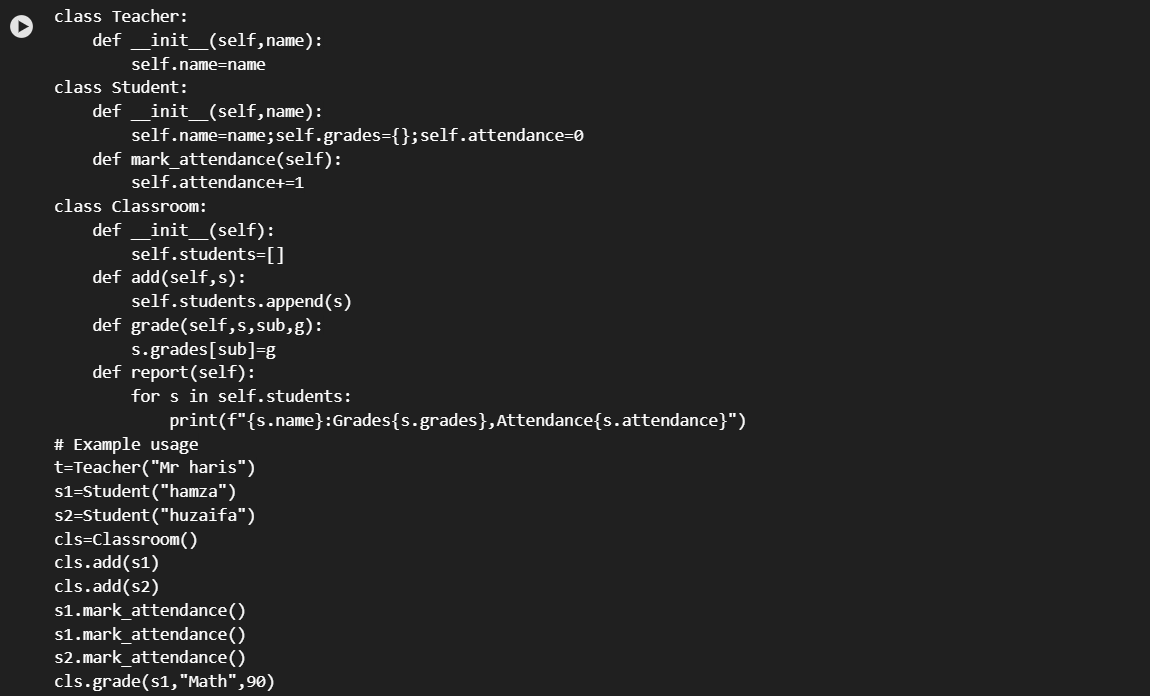 class Teacher:
    def __init__(self,name):
        self.name=name
class Student:
    def __init__(self,name):
        self.name=name;self.grades={};self.attendance=0
    def mark_attendance(self):
        self.attendance+=1
class Classroom:
    def __init__(self):
        self.students=[]
    def add(self,s):
        self.students.append(s)
    def grade(self,s,sub,g):
        s.grades[sub]=g
    def report(self):
        for s in self.students:
            print(f"{s.name}:Grades{s.grades},Attendance{s.attendance}")
# Example usage
t=Teacher("Mr haris")
s1=Student("hamza")
s2=Student("huzaifa")
cls=Classroom()
cls.add(s1)
cls.add(s2)
s1.mark_attendance()
s1.mark_attendance()
s2.mark_attendance()
cls.grade(s1,"Math",90)